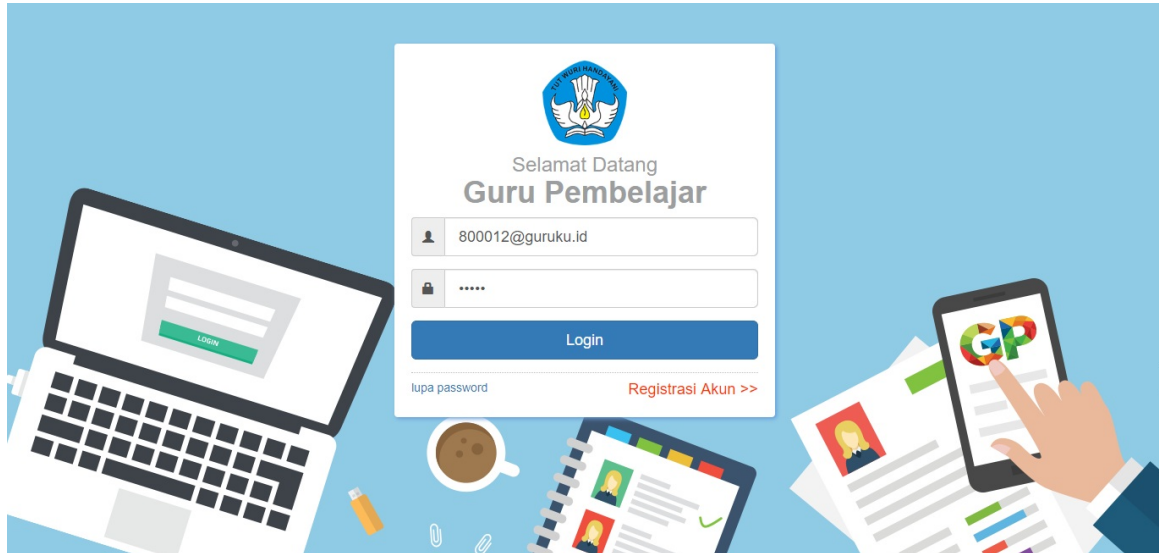 TUT WURI HANDAYANI
Selamat Datang
Guru Pembelajar
800012@guruku.id
•••••
Login
lupa password
Registrasi Akun >>
LOGIN
GP